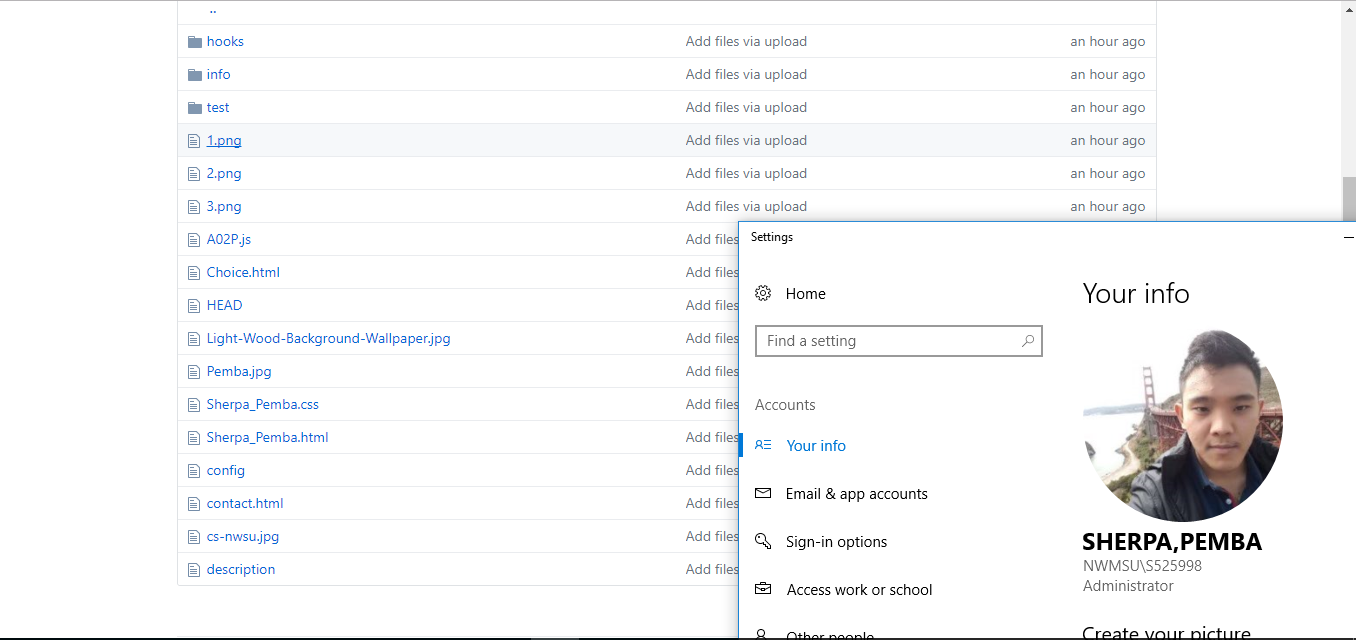 ..
hooks Add files via upload an hour ago
info Add files via upload an hour ago
test Add files via upload an hour ago
1.png Add files via upload an hour ago
2.png Add files via upload an hour ago
3.png Add files via upload an hour ago
A02P.js Add files
Choice.html Add files
HEAD Add files
Light-Wood-Background-Wallpaper.jpg Add files
Pemba.jpg Add files
Sherpa_Pemba.css Add files
Sherpa_Pemba.html Add files
config Add files
contact.html Add files
cs-nwsu.jpg Add files
description Add files
Settings
Home
Find a setting
Accounts
Your info
Email & app accounts
Sign-in options
Access work or school
Other people
Your info
SHERPA,PEMBA
NWMSU\S525998
Administrator
Create your picture